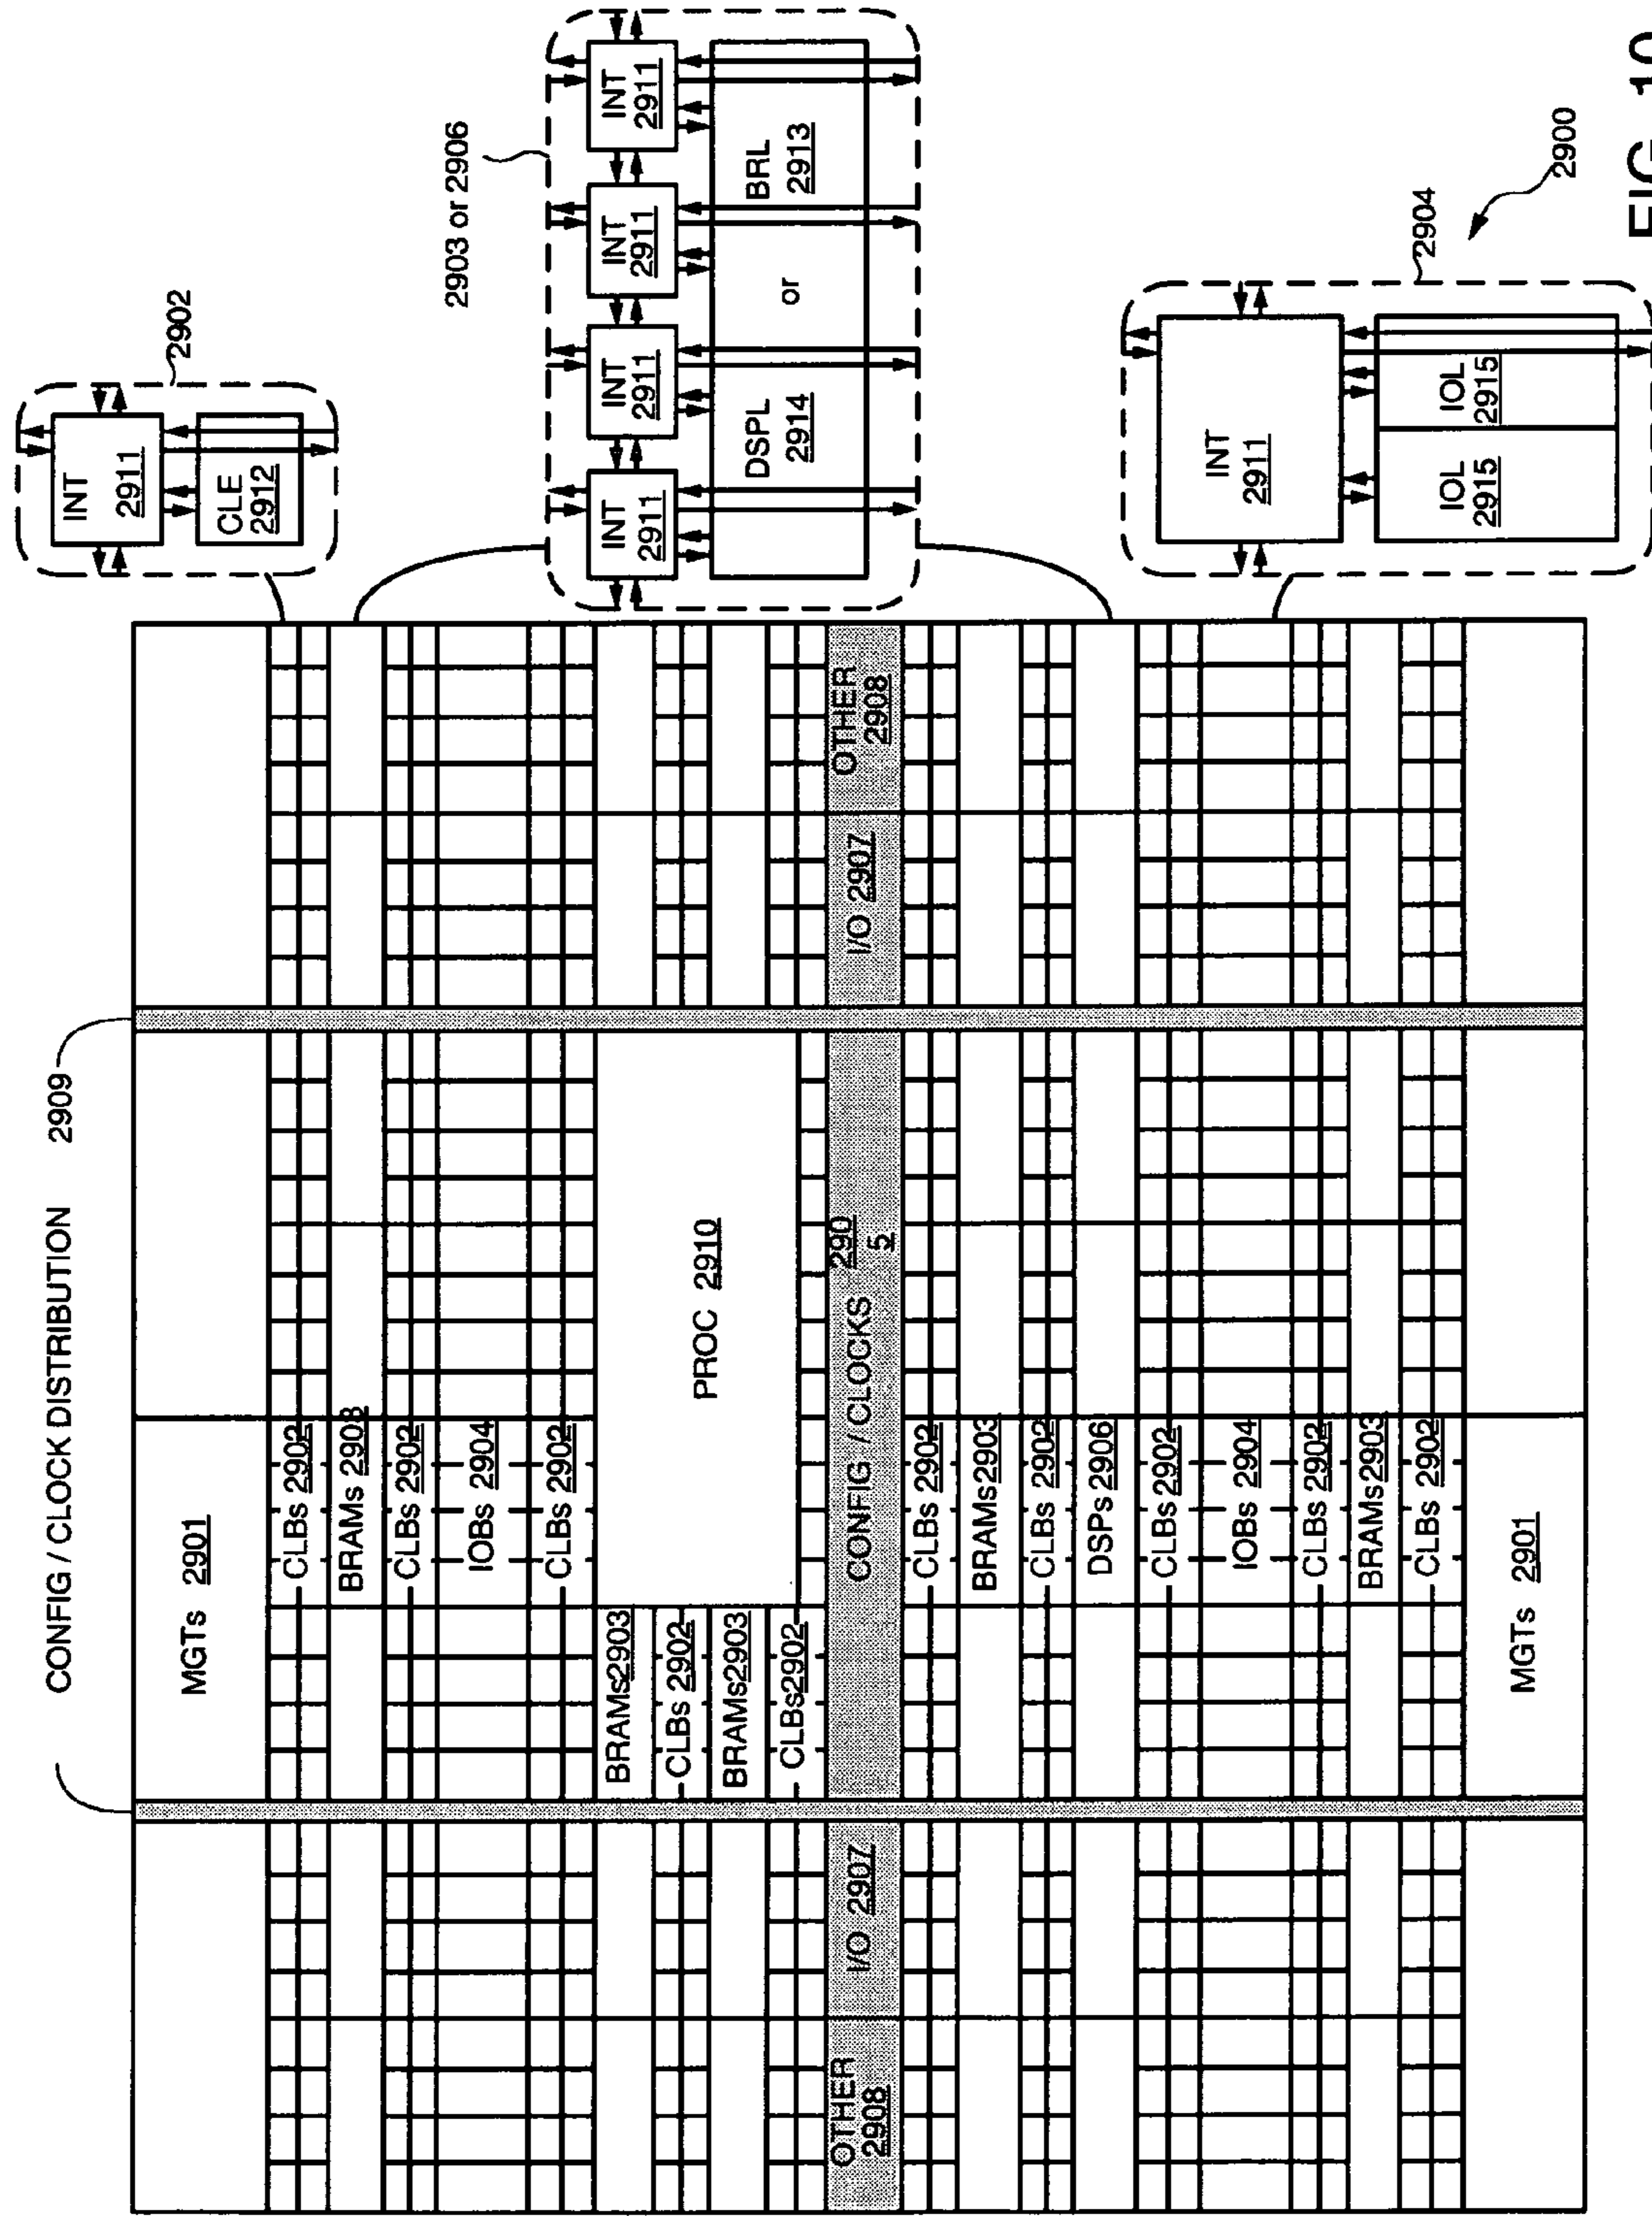 CONFIG / CLOCK DISTRIBUTION 2909
MGTs 2901
CLBs 2902
BRAMs 2903
CLBs 2902
IOBs 2904
CLBs 2902
BRAMs2903
CLBs 2902
BRAMs2903
CLBs2902
PROC 2910
OTHER
2908
I/O 2907
CONFIG / CLOCKS 290
5
I/O 2907
OTHER
2908
CLBs 2902
BRAMs2903
CLBs 2902
DSPs 2906
CLBs 2902
IOBs 2904
CLBs 2902
BRAMs2903
CLBs 2902
MGTs 2901
2902
INT
2911
CLE
2912
2903 or 2906
INT
2911
INT
2911
INT
2911
INT
2911
DSPL
2914
or
BRL
2913
2904
INT
2911
IOL
2915
IOL
2915
2900
FIG. 10